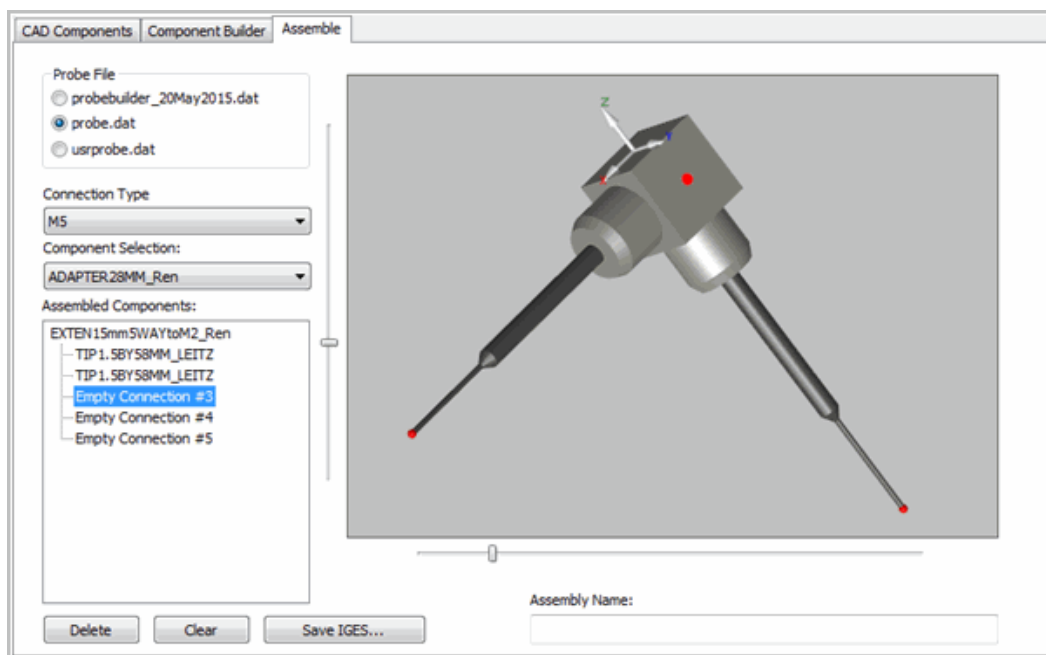 CAD Components
Component Builder
Assemble
Probe File
probebuilder_20May2015.dat
probe.dat
usrprobe.dat
Connection Type
M5
Component Selection:
ADAPTER28MM_Ren
Assembled Components:
EXTEN15mm5WAYtoM2_Ren
TIP1.5BY58MM_LEITZ
TIP1.5BY58MM_LEITZ
Empty Connection #3
Empty Connection #4
Empty Connection #5
Z
Y
Delete
Clear
Save IGES...
Assembly Name: